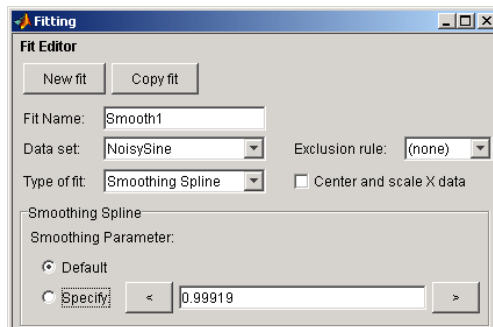 Fitting
Fit Editor
New fit Copy fit
Fit Name: Smooth1
Data set: NoisySine Exclusion rule: (none)
Type of fit: Smoothing Spline Center and scale X data
Smoothing Spline
Smoothing Parameter:
Default
Specify: < 0.99919 >